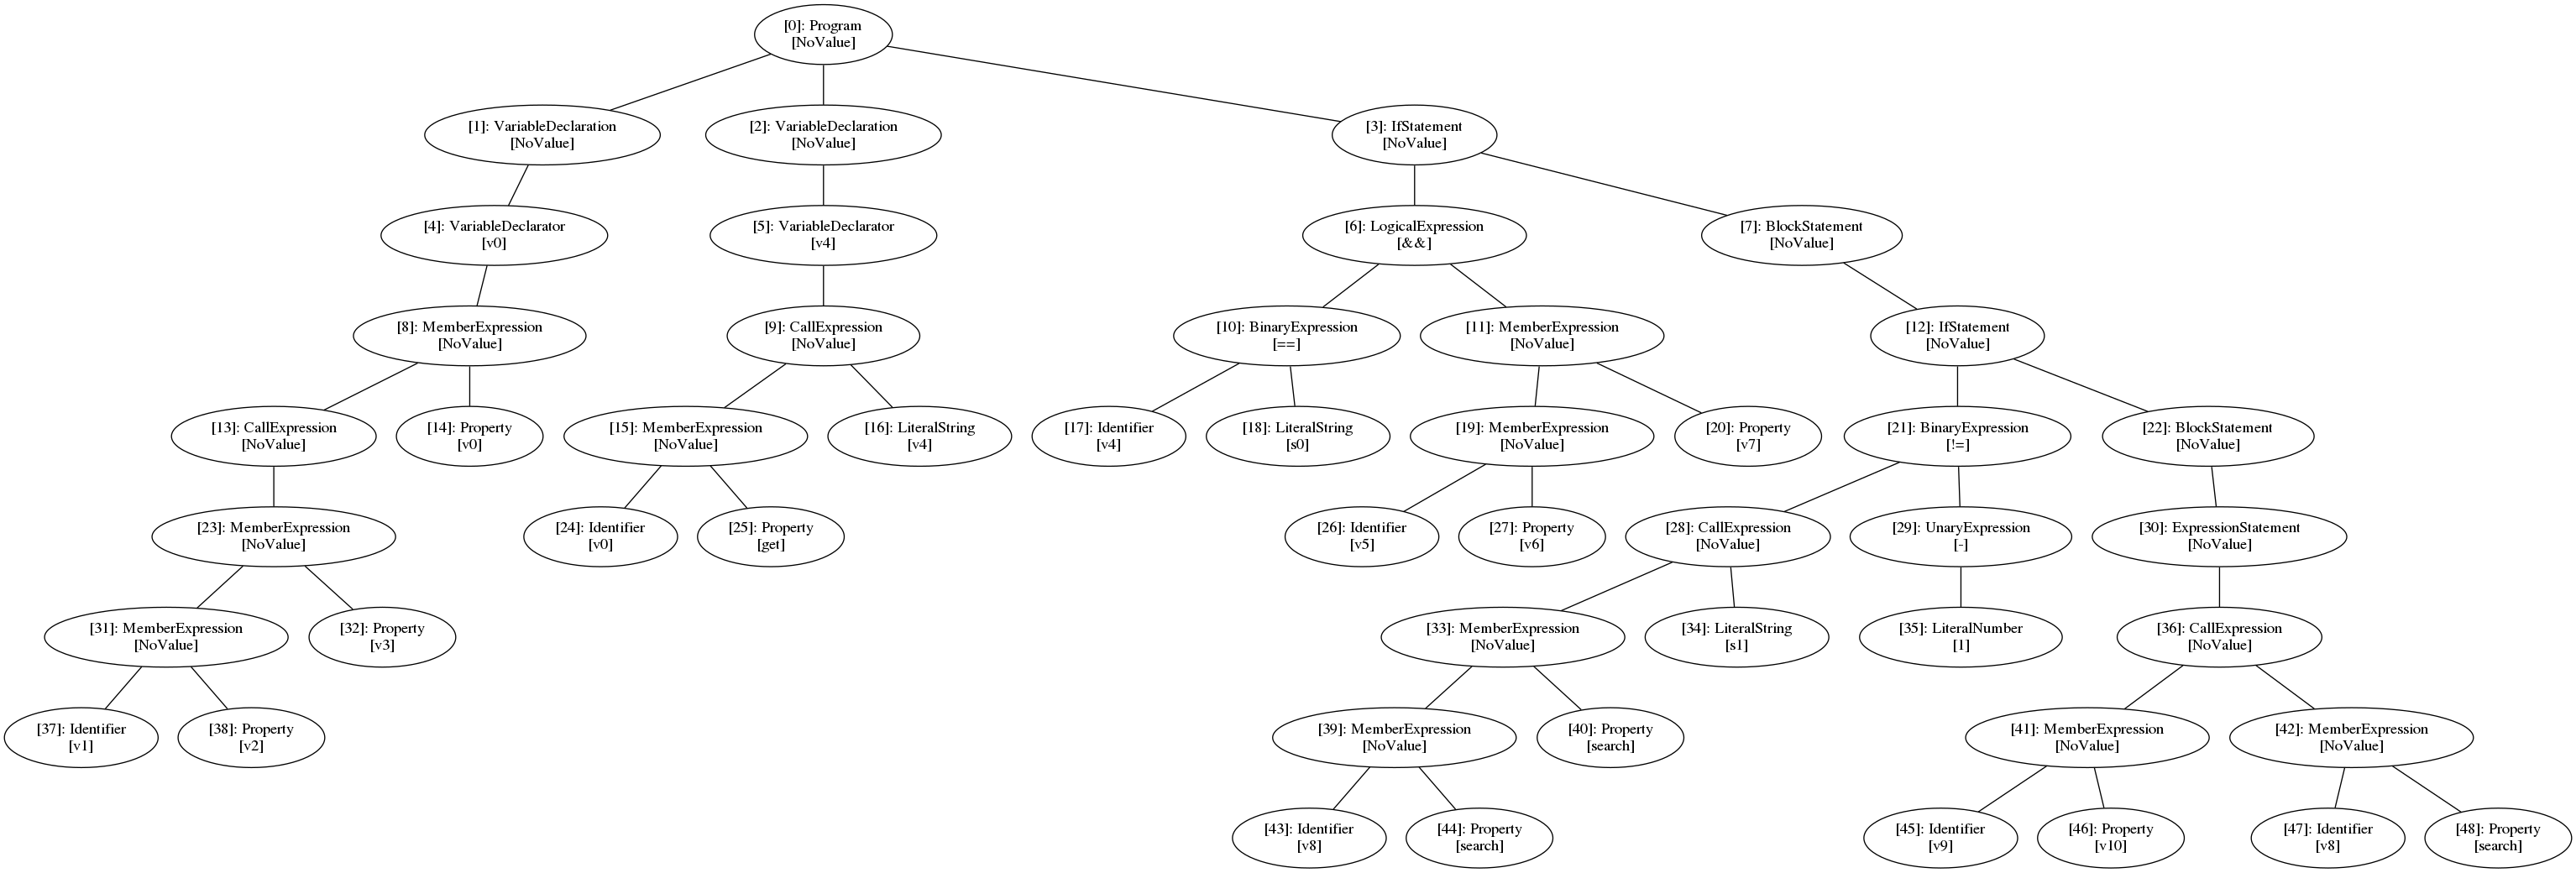 [0]: Program
[NoValue]
[1]: VariableDeclaration
[NoValue]
[2]: VariableDeclaration
[NoValue]
[3]: IfStatement
[NoValue]
[4]: VariableDeclarator
[v0]
[5]: VariableDeclarator
[v4]
[6]: LogicalExpression
[&&]
[7]: BlockStatement
[NoValue]
[8]: MemberExpression
[NoValue]
[9]: CallExpression
[NoValue]
[10]: BinaryExpression
[==]
[11]: MemberExpression
[NoValue]
[12]: IfStatement
[NoValue]
[13]: CallExpression
[NoValue]
[14]: Property
[v0]
[15]: MemberExpression
[NoValue]
[16]: LiteralString
[v4]
[17]: Identifier
[v4]
[18]: LiteralString
[s0]
[19]: MemberExpression
[NoValue]
[20]: Property
[v7]
[21]: BinaryExpression
[!=]
[22]: BlockStatement
[NoValue]
[23]: MemberExpression
[NoValue]
[24]: Identifier
[v0]
[25]: Property
[get]
[26]: Identifier
[v5]
[27]: Property
[v6]
[28]: CallExpression
[NoValue]
[29]: UnaryExpression
[-]
[30]: ExpressionStatement
[NoValue]
[31]: MemberExpression
[NoValue]
[32]: Property
[v3]
[33]: MemberExpression
[NoValue]
[34]: LiteralString
[s1]
[35]: LiteralNumber
[1]
[36]: CallExpression
[NoValue]
[37]: Identifier
[v1]
[38]: Property
[v2]
[39]: MemberExpression
[NoValue]
[40]: Property
[search]
[41]: MemberExpression
[NoValue]
[42]: MemberExpression
[NoValue]
[43]: Identifier
[v8]
[44]: Property
[search]
[45]: Identifier
[v9]
[46]: Property
[v10]
[47]: Identifier
[v8]
[48]: Property
[search]